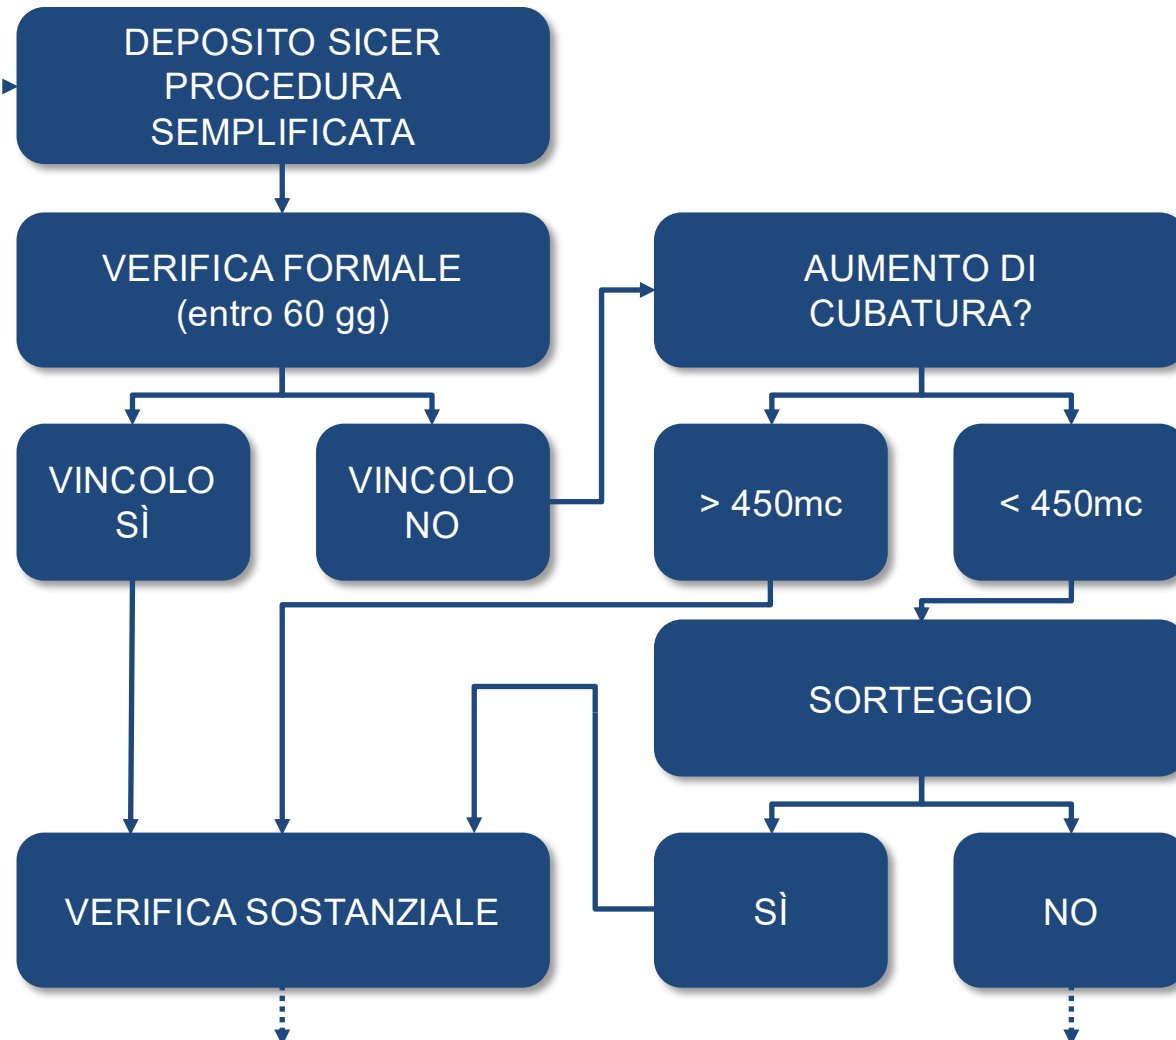 DEPOSITO SICER
PROCEDURA
SEMPLIFICATA
VERIFICA FORMALE
(entro 60 gg)
AUMENTO DI
CUBATURA?
VINCOLO
SÌ
VINCOLO
NO
> 450mc
< 450mc
SORTEGGIO
VERIFICA SOSTANZIALE
SÌ
NO